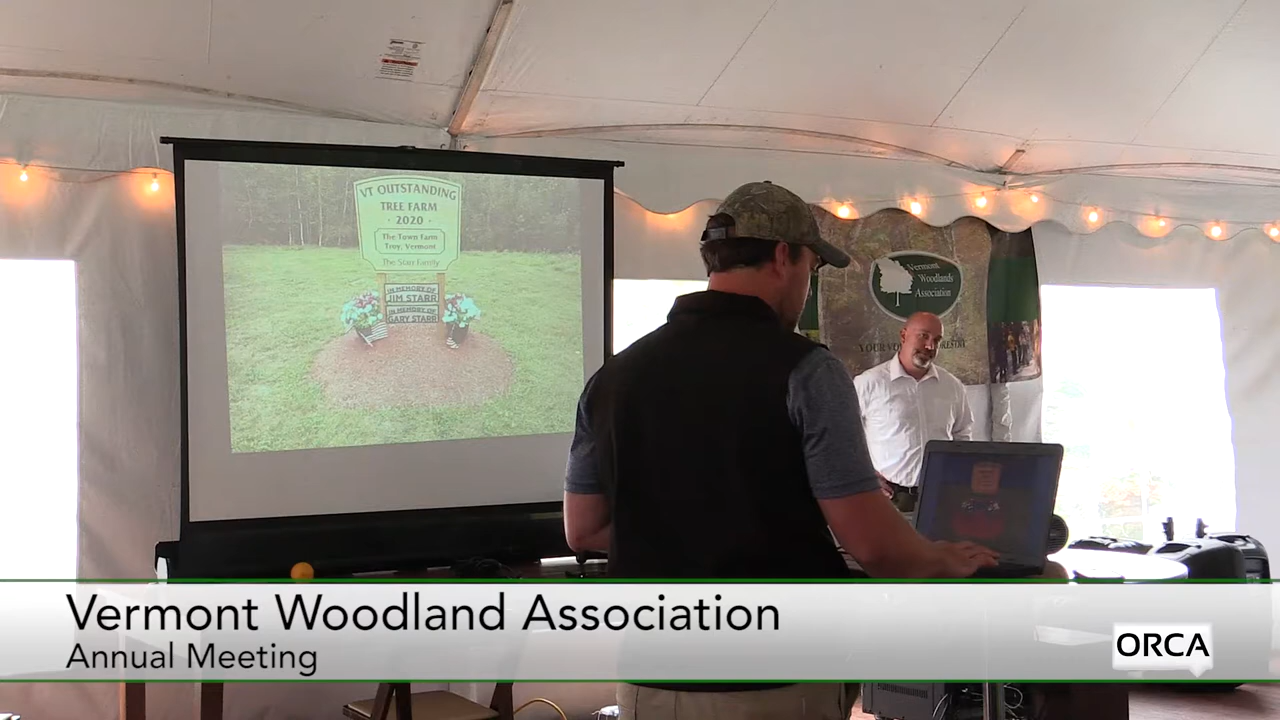 VT OUTSTANDING
TREE FARM
· 2020 ·
The Town Farm
Troy, Vermont
The Starr Family
IN MEMORY OF
JIM STARR
IN MEMORY OF
GARY STARR
Vermont
Woodlands
Association
YOUR
Vermont Woodland Association
Annual Meeting
ORCA